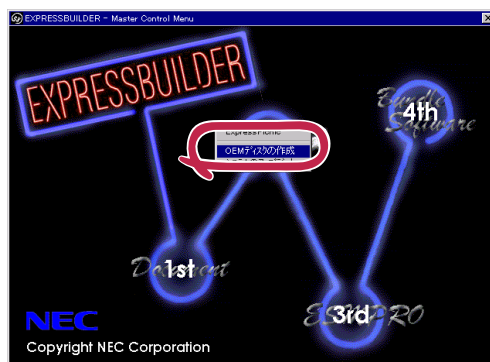 EXPRESSBUILDER - Master Control Menu
EXPRESSBUILDER
Bundle
4th
Software
OEMディスクの作成
Document
1st
ESMPRO
3rd
NEC
Copyright NEC Corporation